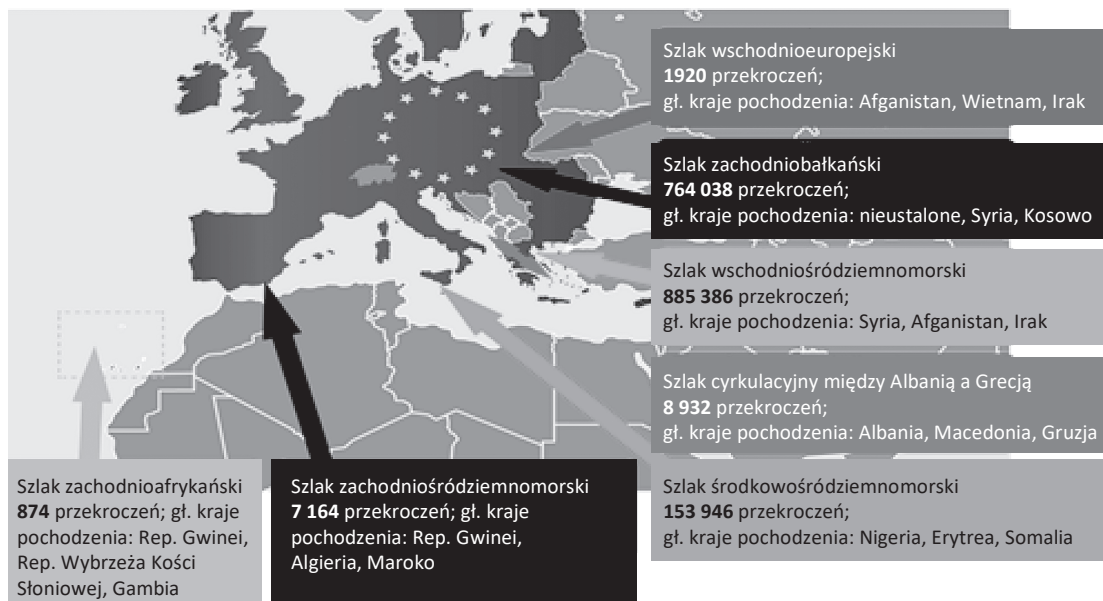 Szlak wschodnioeuropejski
1920 przekroczeń;
gł. kraje pochodzenia: Afganistan, Wietnam, Irak
Szlak zachodniobałkański
764 038 przekroczeń;
gł. kraje pochodzenia: nieustalone, Syria, Kosowo
Szlak wschodniośródziemnomorski
885 386 przekroczeń;
gł. kraje pochodzenia: Syria, Afganistan, Irak
Szlak cyrkulacyjny między Albanią a Grecją
8 932 przekroczeń;
gł. kraje pochodzenia: Albania, Macedonia, Gruzja
Szlak środkowośródziemnomorski
153 946 przekroczeń;
gł. kraje pochodzenia: Nigeria, Erytrea, Somalia
Szlak zachodnioafrykański
874 przekroczeń; gł. kraje
pochodzenia: Rep. Gwinei,
Rep. Wybrzeża Kości
Słoniowej, Gambia
Szlak zachodniośródziemnomorski
7 164 przekroczeń; gł. kraje
pochodzenia: Rep. Gwinei,
Algieria, Maroko